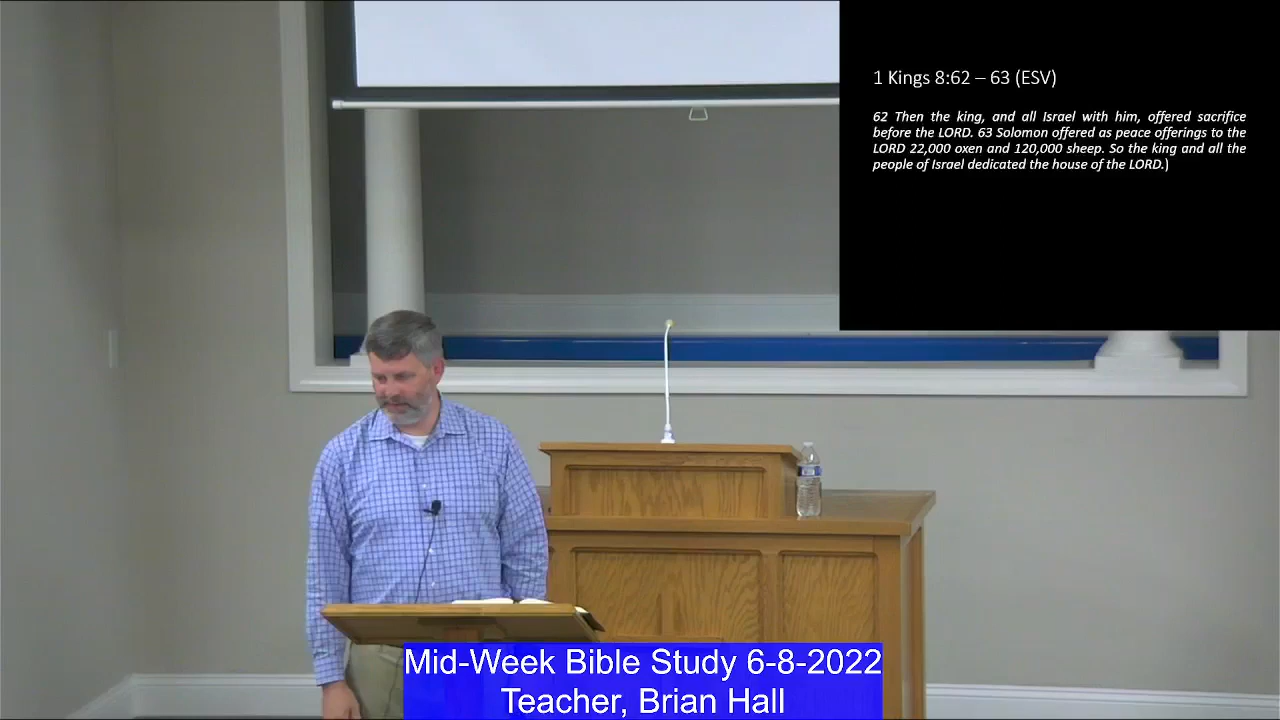 1 Kings 8:62 – 63 (ESV)
62 Then the king, and all Israel with him, offered sacrifice
before the LORD. 63 Solomon offered as peace offerings to the
LORD 22,000 oxen and 120,000 sheep. So the king and all the
people of Israel dedicated the house of the LORD.)
Mid-Week Bible Study 6-8-2022
Teacher, Brian Hall